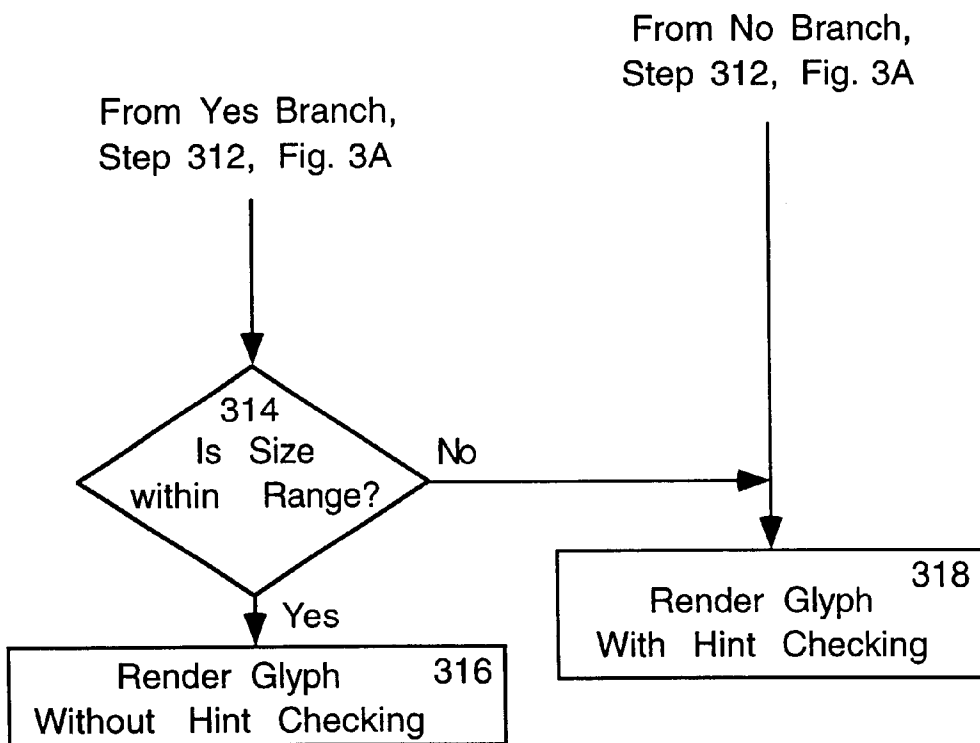 From No Branch,
Step 312, Fig. 3A
From Yes Branch,
Step 312, Fig. 3A
314
Is Size
within Range?
No
Yes
318
Render Glyph
With Hint Checking
Render Glyph 316
Without Hint Checking